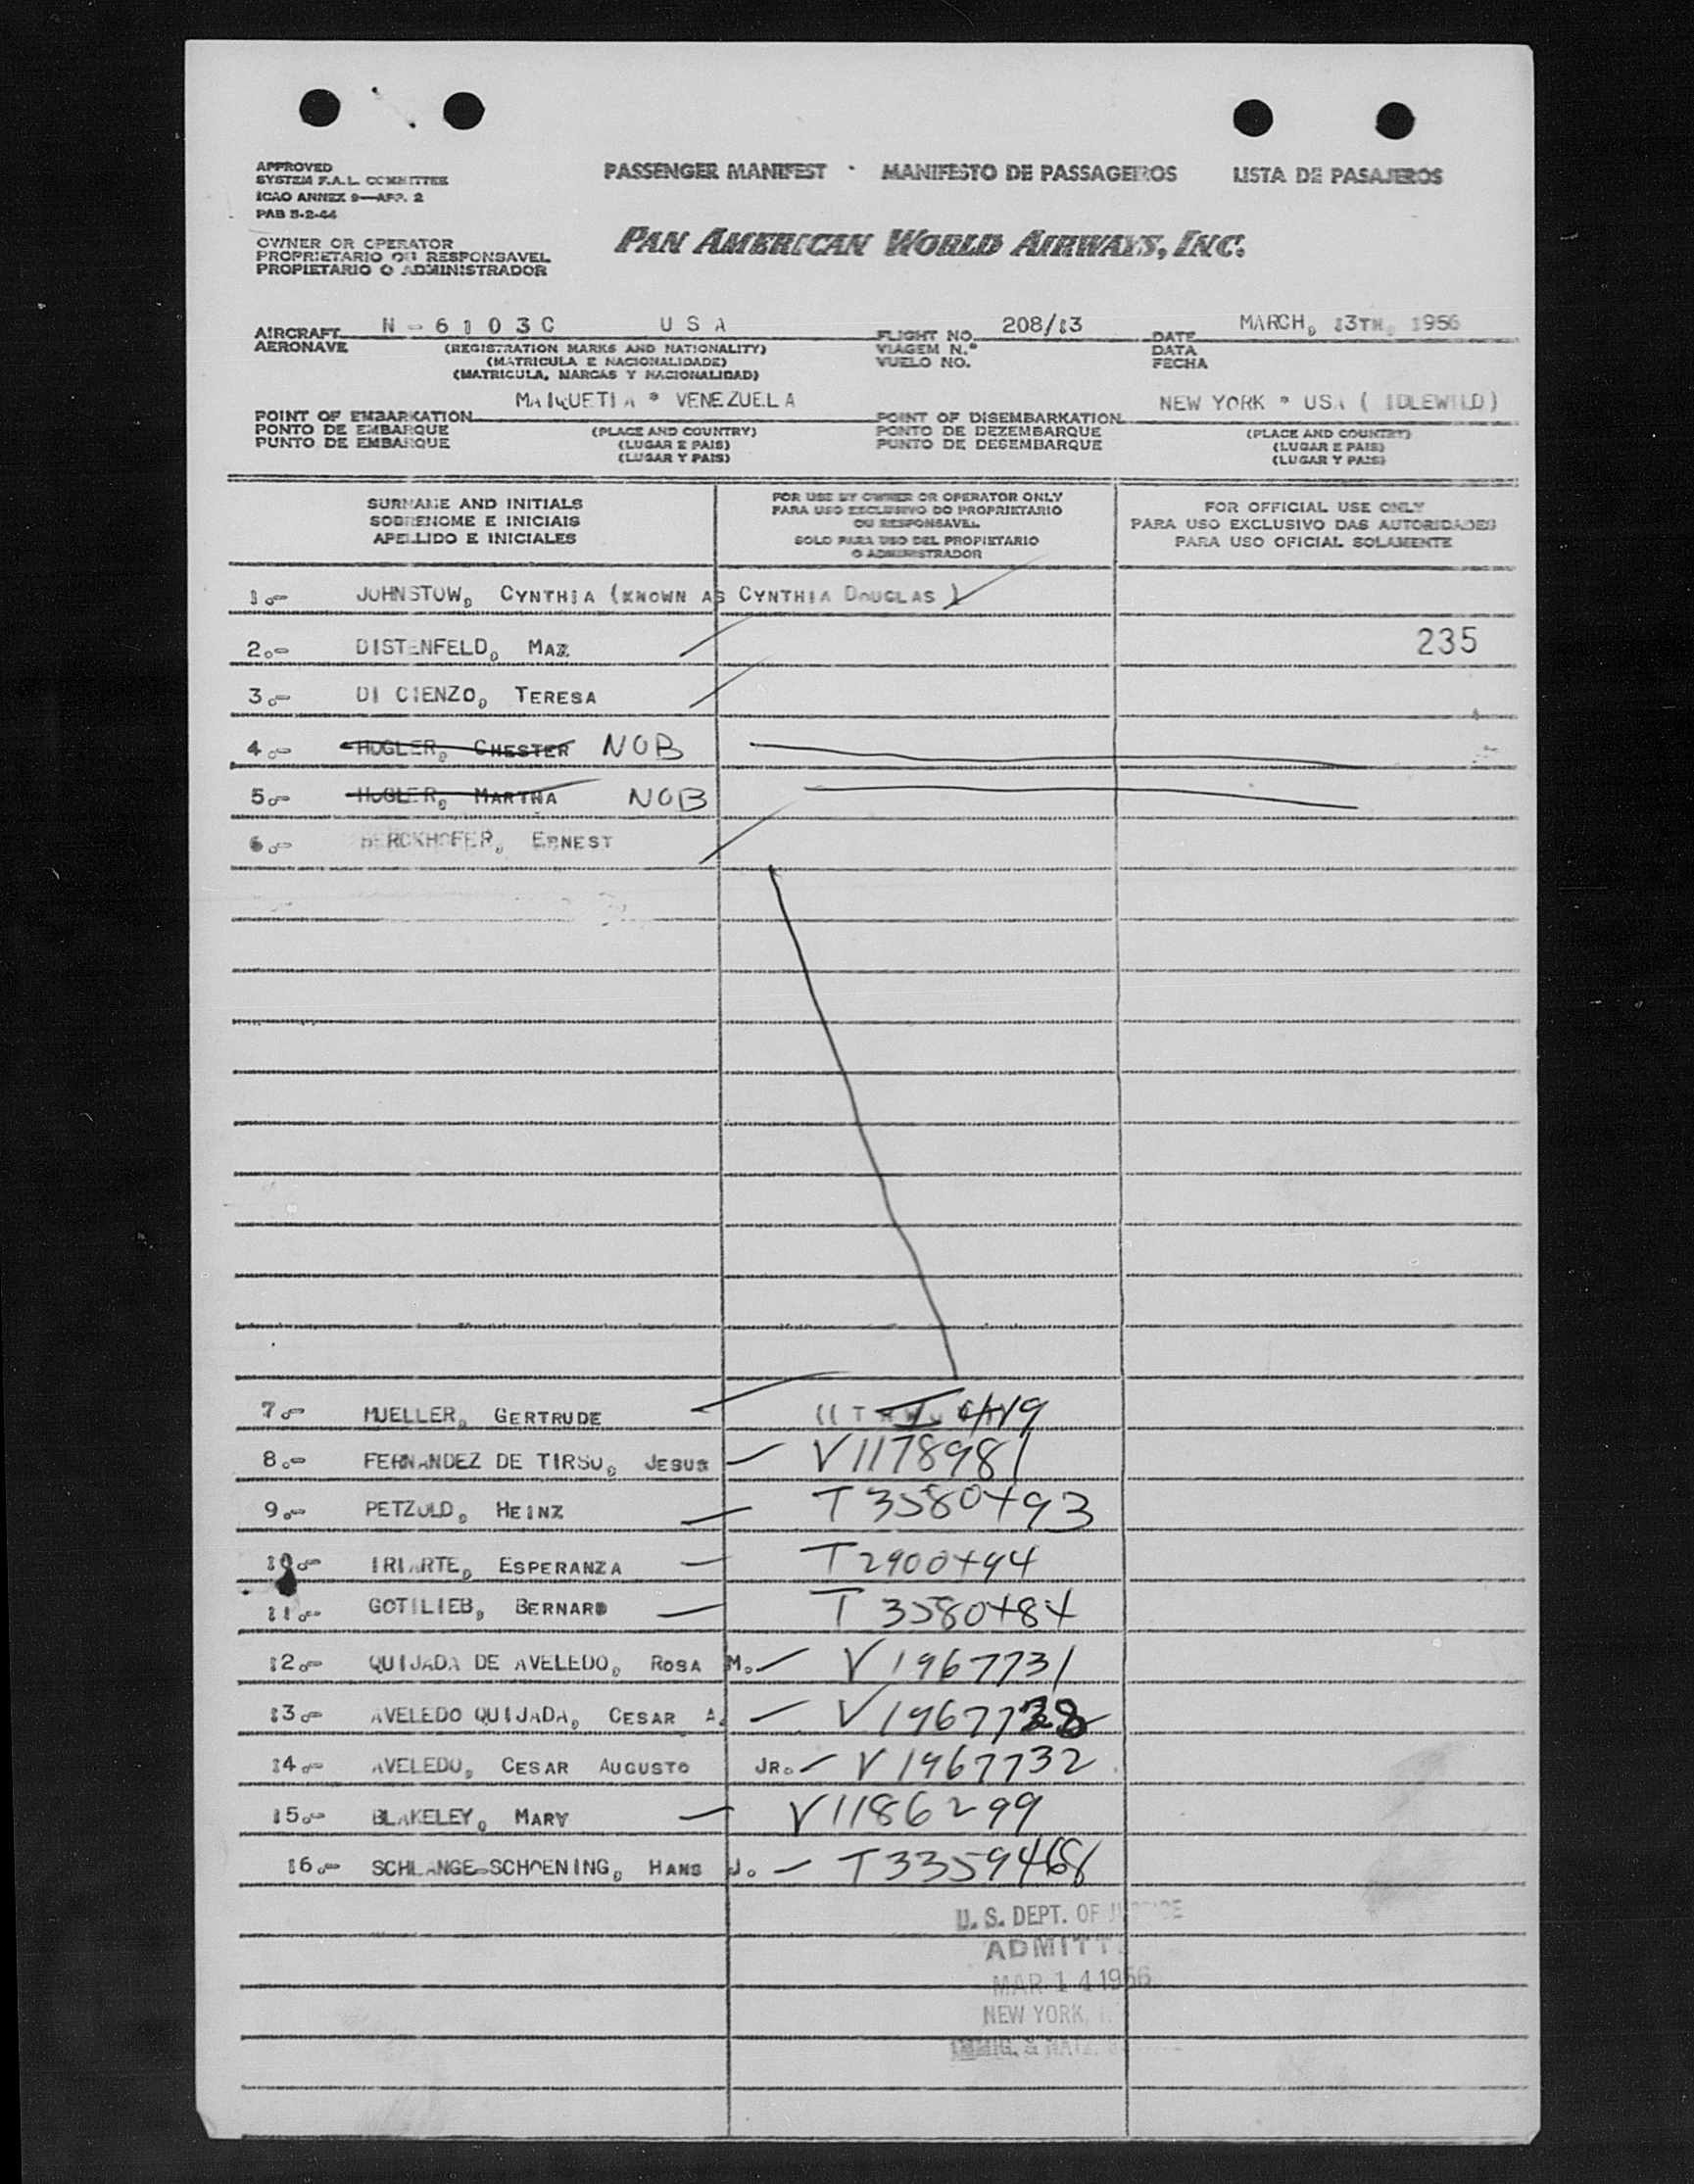 APPROVED
SYSTEM F.A.L. COMMITTEE
ICAO ANNEX 9—APP. 2
PAB 5-2-44
PASSENGER MANIFEST - MANIFESTO DE PASSAGEIROS LISTA DE PASAJEROS
OWNER OR OPERATOR
PROPRIETARIO OU RESPONSAVEL
PROPIETARIO O ADMINISTRADOR
PAN AMERICAN WORLD AIRWAYS, INC.
AIRCRAFT N-6103C USA FLIGHT NO. 208/13 DATE MARCH, 13TH, 1956
AERONAVE (REGISTRATION MARKS AND NATIONALITY) VIAGEM N.° DATA
(MATRICULA E NACIONALIDADE) VUELO NO. FECHA
(MATRICULA, MARCAS Y NACIONALIDAD)
POINT OF EMBARKATION MAIQUETIA * VENEZUELA POINT OF DISEMBARKATION NEW YORK * USA ( IDLEWILD)
PONTO DE EMBARQUE (PLACE AND COUNTRY) PONTO DE DEZEMBARQUE (PLACE AND COUNTRY)
PUNTO DE EMBARQUE (LUGAR E PAIS) PUNTO DE DESEMBARQUE (LUGAR E PAIS)
(LUGAR Y PAIS) (LUGAR Y PAIS)
SURNAME AND INITIALS
SOBRENOME E INICIAIS
APELLIDO E INICIALES
FOR USE BY OWNER OR OPERATOR ONLY
PARA USO EXCLUSIVO DO PROPRIETARIO
OU RESPONSAVEL
SOLO PARA USO DEL PROPIETARIO
O ADMINISTRADOR
FOR OFFICIAL USE ONLY
PARA USO EXCLUSIVO DAS AUTORIDADES
PARA USO OFICIAL SOLAMENTE
1.- JOHNSTOW, CYNTHIA (KNOWN AS CYNTHIA DOUGLAS )
2.- DISTENFELD, MAX 235
3.- DI CIENZO, TERESA
4.- HUGLER, CHESTER NOB
5.- HUGLER, MARTHA NOB
6.- BERCKHOFER, ERNEST
7.- MUELLER, GERTRUDE
8.- FERNANDEZ DE TIRSO, JESUS V1178981
9.- PETZOLD, HEINZ T3580493
10.- IRIARTE, ESPERANZA T2900494
11.- GOTILIEB, BERNARD T3580484
12.- QUIJADA DE AVELEDO, ROSA M. V1967731
13.- AVELEDO QUIJADA, CESAR A. V1967738
14.- AVELEDO, CESAR AUGUSTO JR. V1967732
15.- BLAKELEY, MARY V1186299
16.- SCHLANGE-SCHOENING, HANS J. T3359468
U. S. DEPT. OF JUSTICE
ADMITT
MAR 14 1956
NEW YORK, N.
IMMIG. & NATZ.